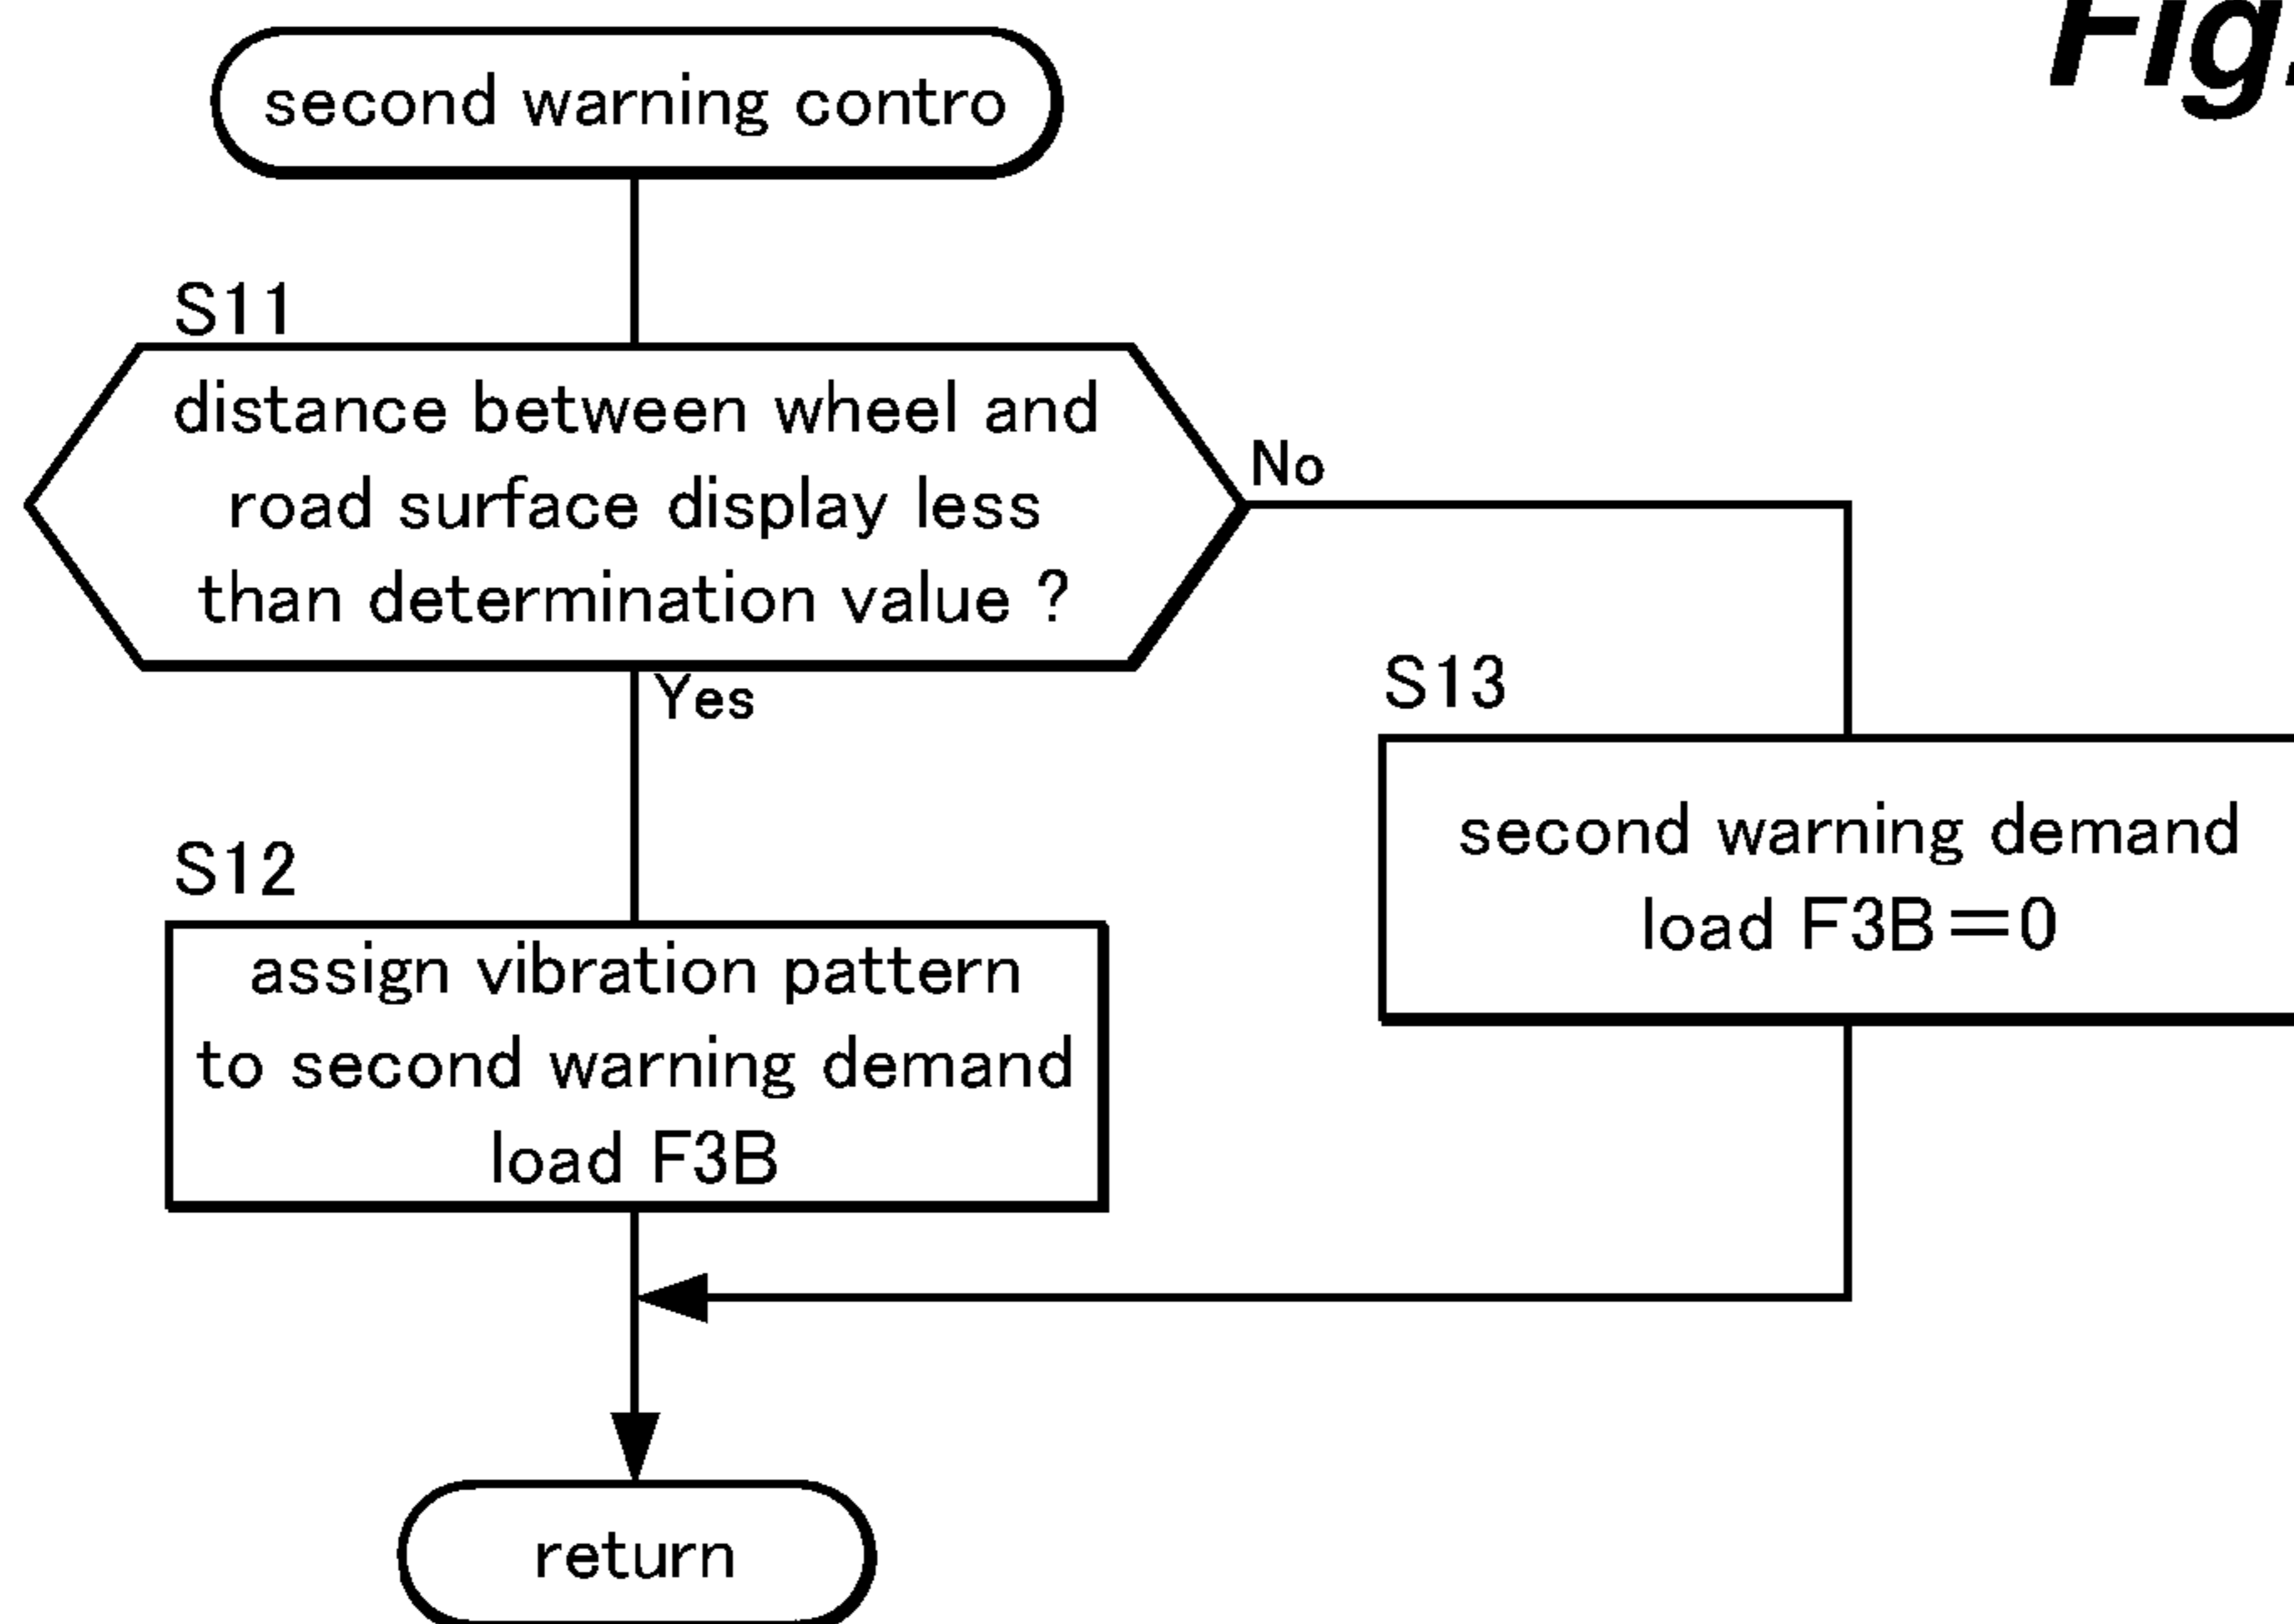 Fig.
second warning contro
S11
distance between wheel and
road surface display less
than determination value ?
No
Yes
S13
second warning demand
load F3B=0
S12
assign vibration pattern
to second warning demand
load F3B
return